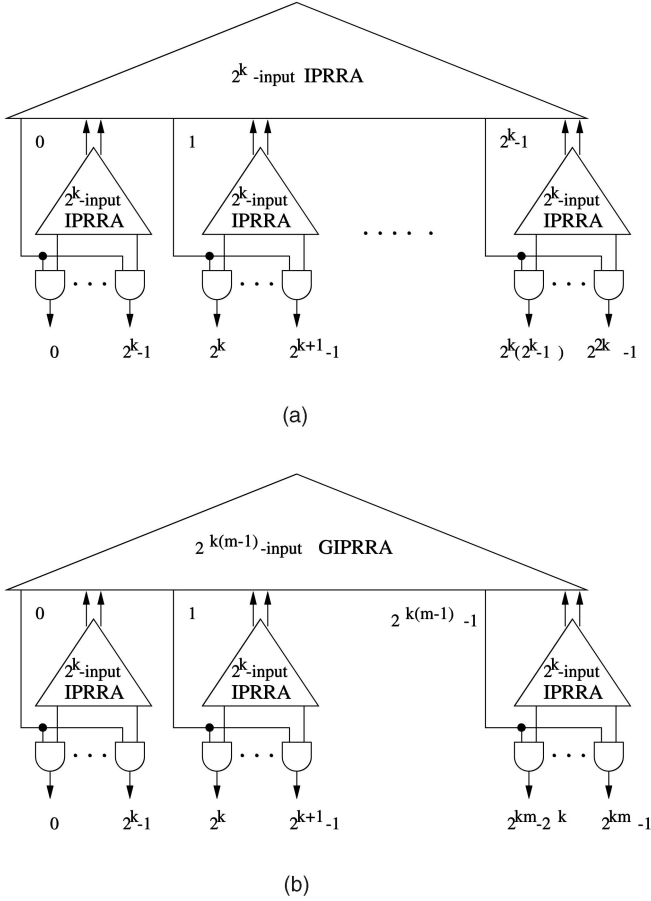 2^k -input IPRRA
0 1 2^k-1
2^k-input 2^k-input 2^k-input
IPRRA IPRRA IPRRA
. . . . .
. . . . . . . . .
0 2^k-1 2^k 2^k+1 -1 2^k(2^k-1 ) 2^2k -1
(a)
2^k(m-1) -input GIPRRA
0 1 2^k(m-1) -1
2^k-input 2^k-input 2^k-input
IPRRA IPRRA IPRRA
. . . . . . . . .
0 2^k-1 2^k 2^k+1 -1 2^km-2^k 2^km -1
(b)